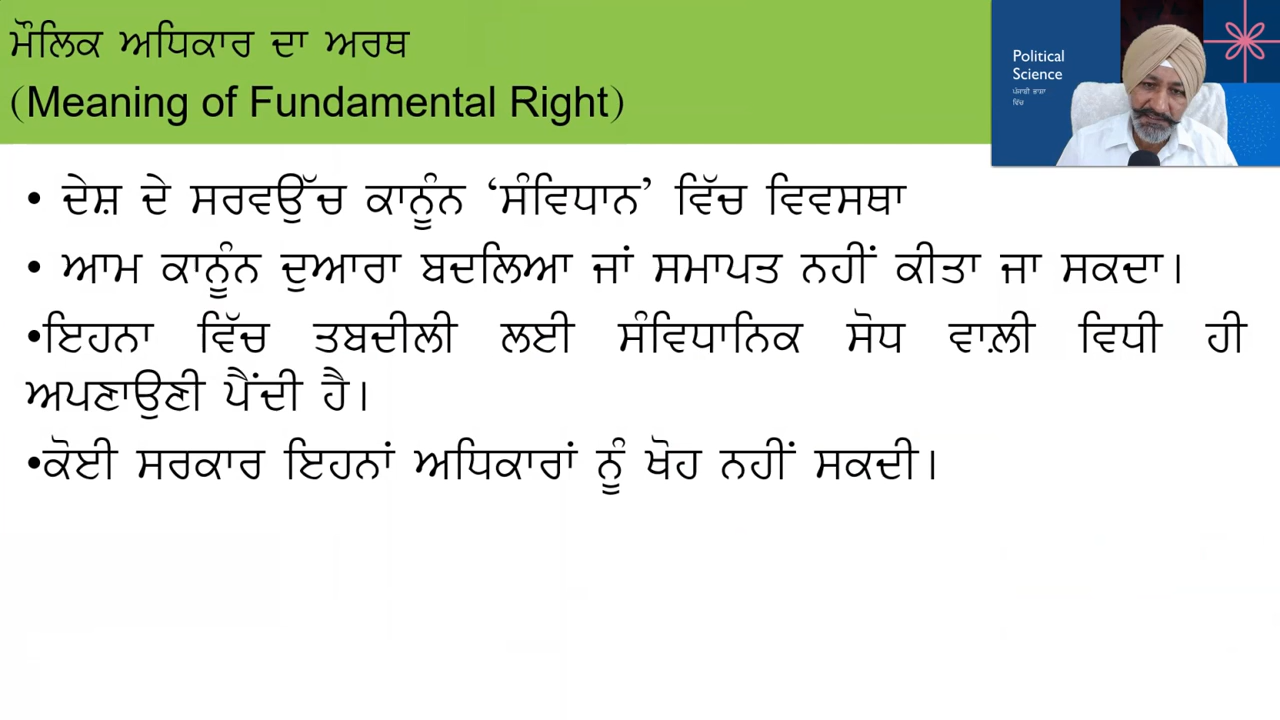 ਮੌਲਿਕ ਅਧਿਕਾਰ ਦਾ ਅਰਥ
(Meaning of Fundamental Right)
Political
Science
ਪੰਜਾਬੀ ਭਾਸ਼ਾ
ਵਿੱਚ
• ਦੇਸ਼ ਦੇ ਸਰਵਉੱਚ ਕਾਨੂੰਨ ‘ਸੰਵਿਧਾਨ’ ਵਿੱਚ ਵਿਵਸਥਾ
• ਆਮ ਕਾਨੂੰਨ ਦੁਆਰਾ ਬਦਲਿਆ ਜਾਂ ਸਮਾਪਤ ਨਹੀਂ ਕੀਤਾ ਜਾ ਸਕਦਾ।
•ਇਹਨਾ ਵਿੱਚ ਤਬਦੀਲੀ ਲਈ ਸੰਵਿਧਾਨਿਕ ਸੋਧ ਵਾਲ਼ੀ ਵਿਧੀ ਹੀ
ਅਪਣਾਉਣੀ ਪੈਂਦੀ ਹੈ।
•ਕੋਈ ਸਰਕਾਰ ਇਹਨਾਂ ਅਧਿਕਾਰਾਂ ਨੂੰ ਖੋਹ ਨਹੀਂ ਸਕਦੀ।